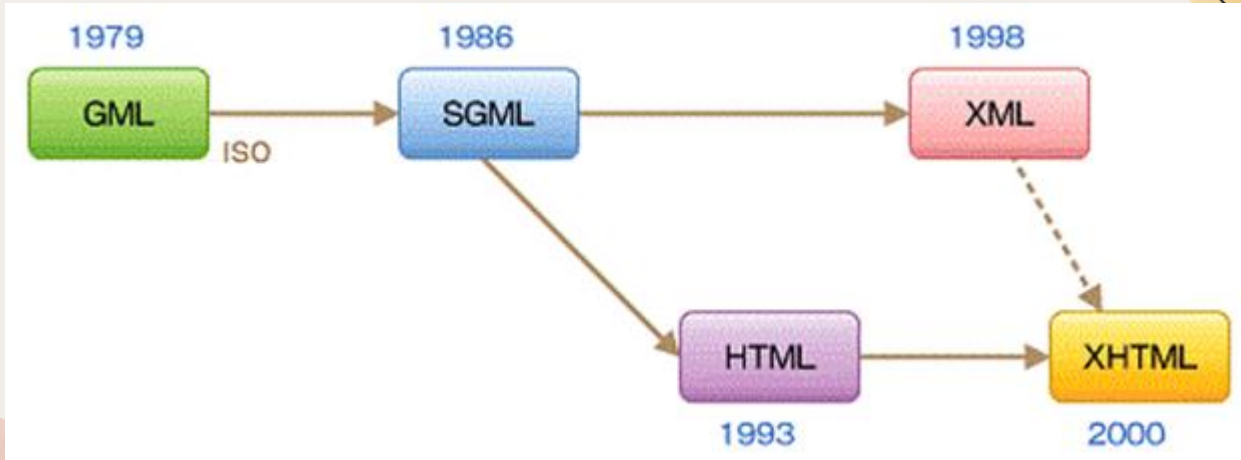 1979
1986
1998
GML
SGML
XML
ISO
HTML
XHTML
1993
2000